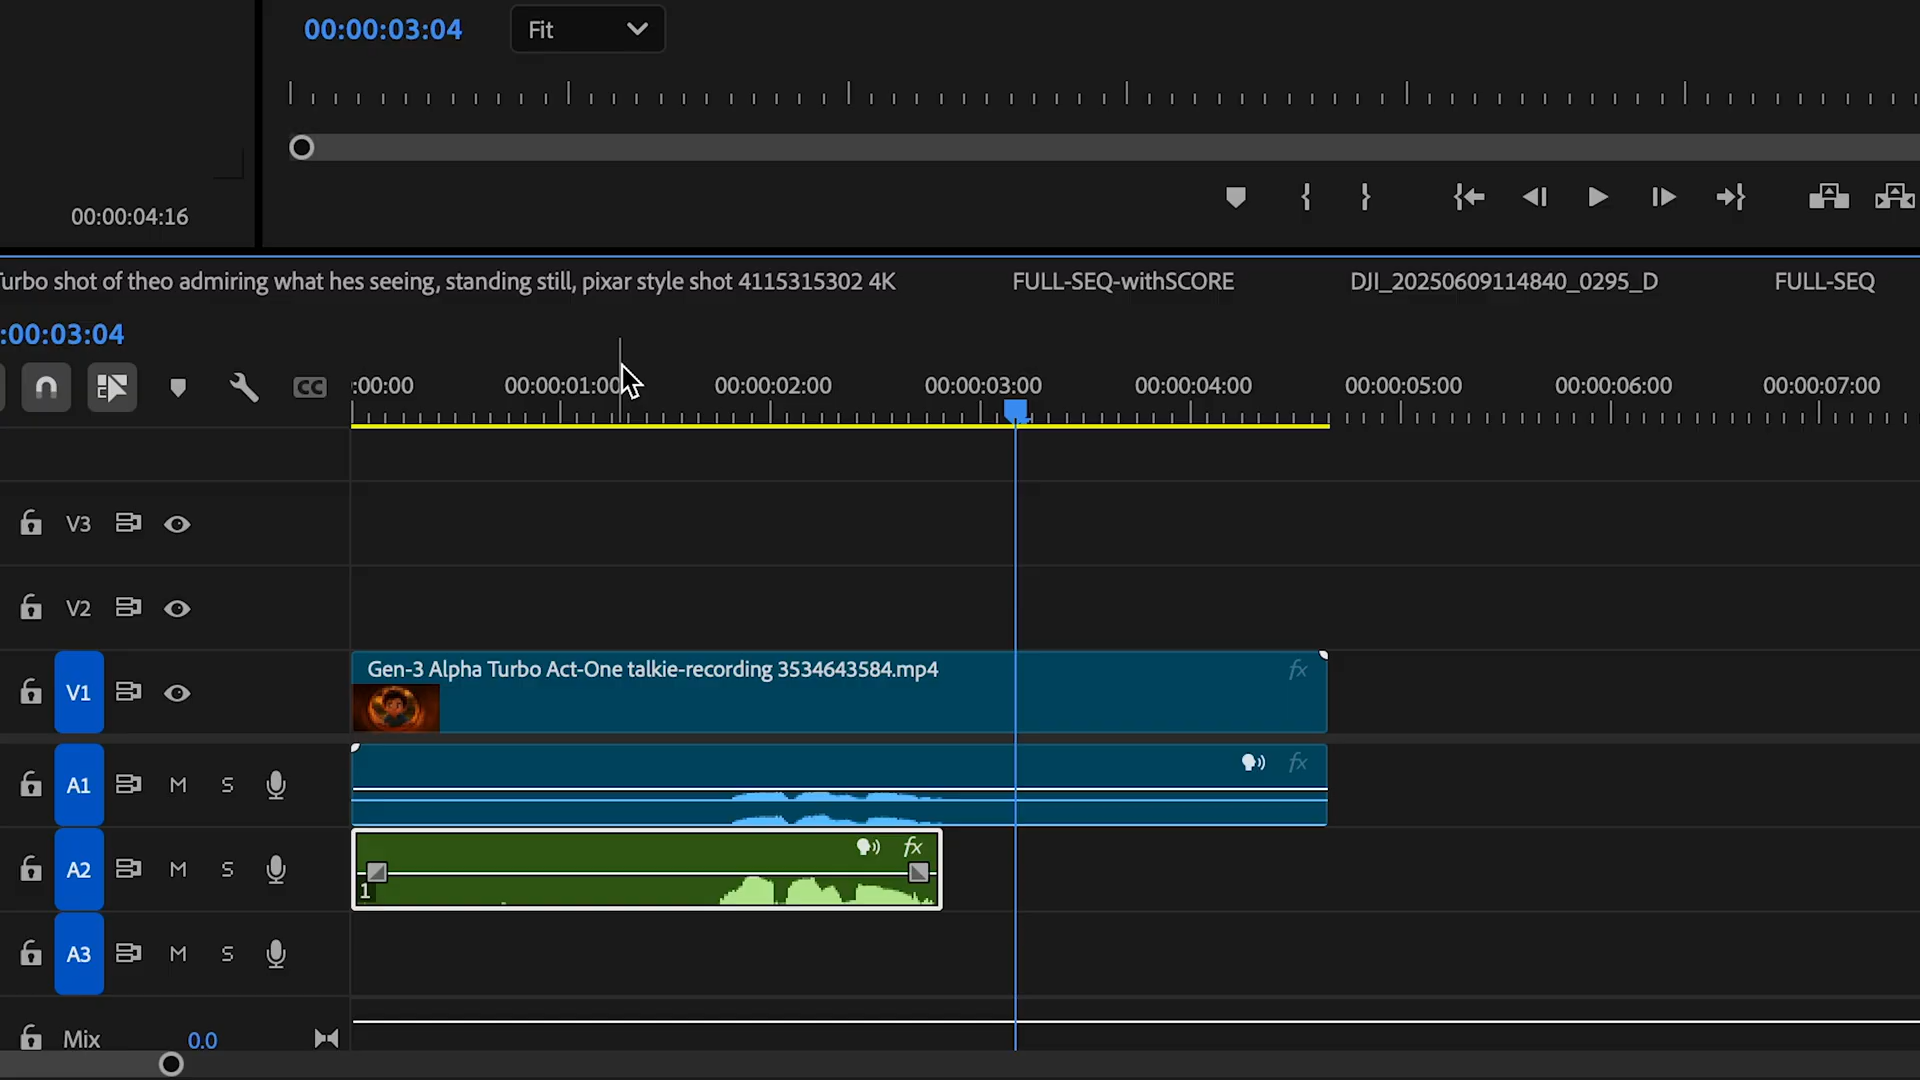 00:00:03:04
Fit
00:00:04:16
Turbo shot of theo admiring what hes seeing, standing still, pixar style shot 4115315302 4K
FULL-SEQ-withSCORE
DJI_20250609114840_0295_D
FULL-SEQ
:00:03:04
CC
:00:00
00:00:01:00
00:00:02:00
00:00:03:00
00:00:04:00
00:00:05:00
00:00:06:00
00:00:07:00
V3
V2
V1
Gen-3 Alpha Turbo Act-One talkie-recording 3534643584.mp4
fx
A1
M
S
fx
A2
M
S
fx
1
A3
M
S
Mix
0.0